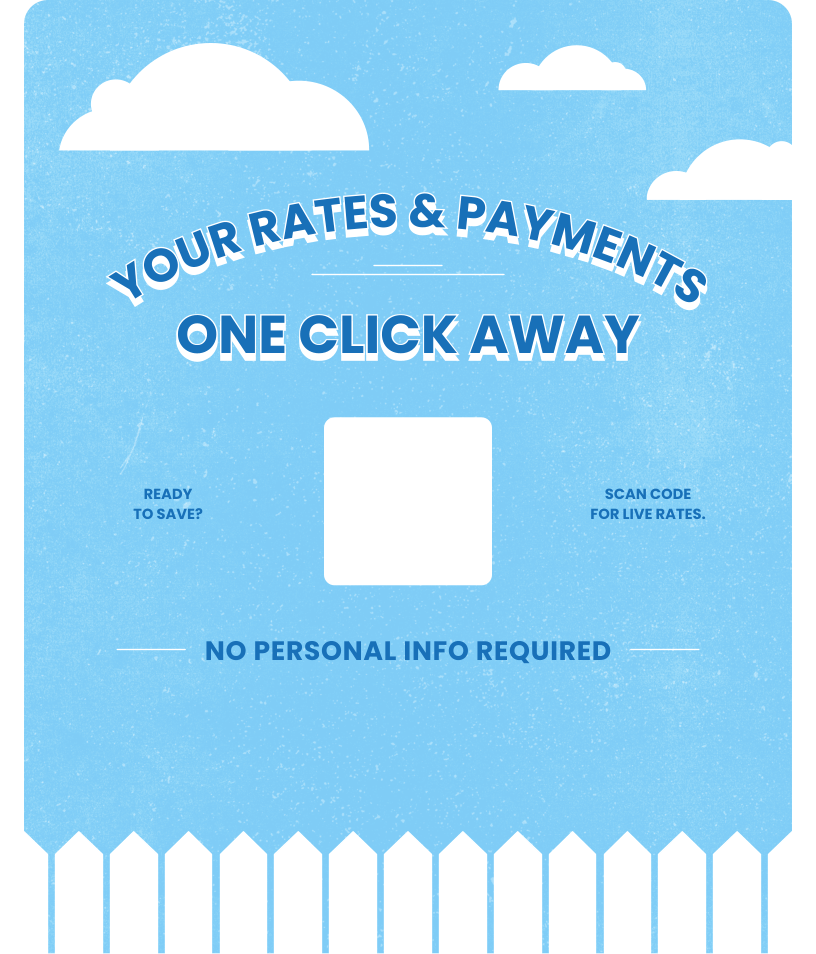 YOUR RATES & PAYMENTS
ONE CLICK AWAY
READY
TO SAVE?
SCAN CODE
FOR LIVE RATES.
NO PERSONAL INFO REQUIRED